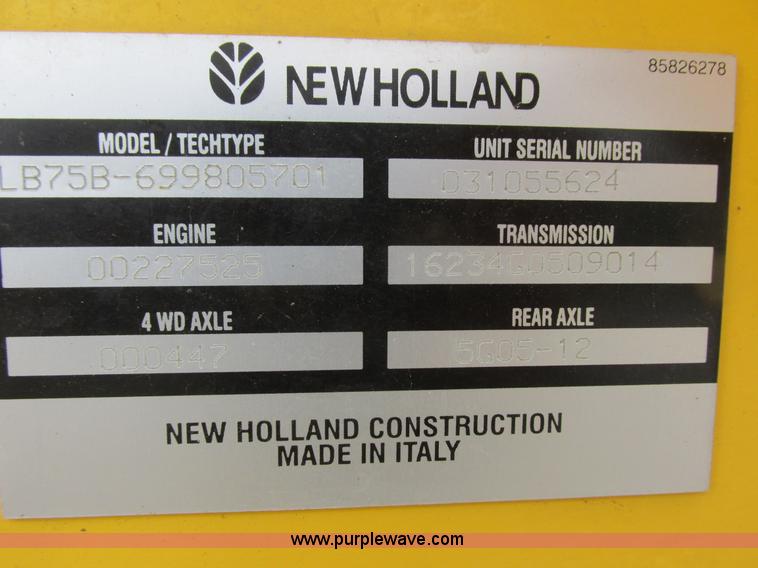 NEW HOLLAND
85826278
MODEL / TECHTYPE
UNIT SERIAL NUMBER
LB75B-699805701
031055624
ENGINE
TRANSMISSION
00227525
16234G0509014
4 WD AXLE
REAR AXLE
000447
5G05-12
NEW HOLLAND CONSTRUCTION
MADE IN ITALY
www.purplewave.com